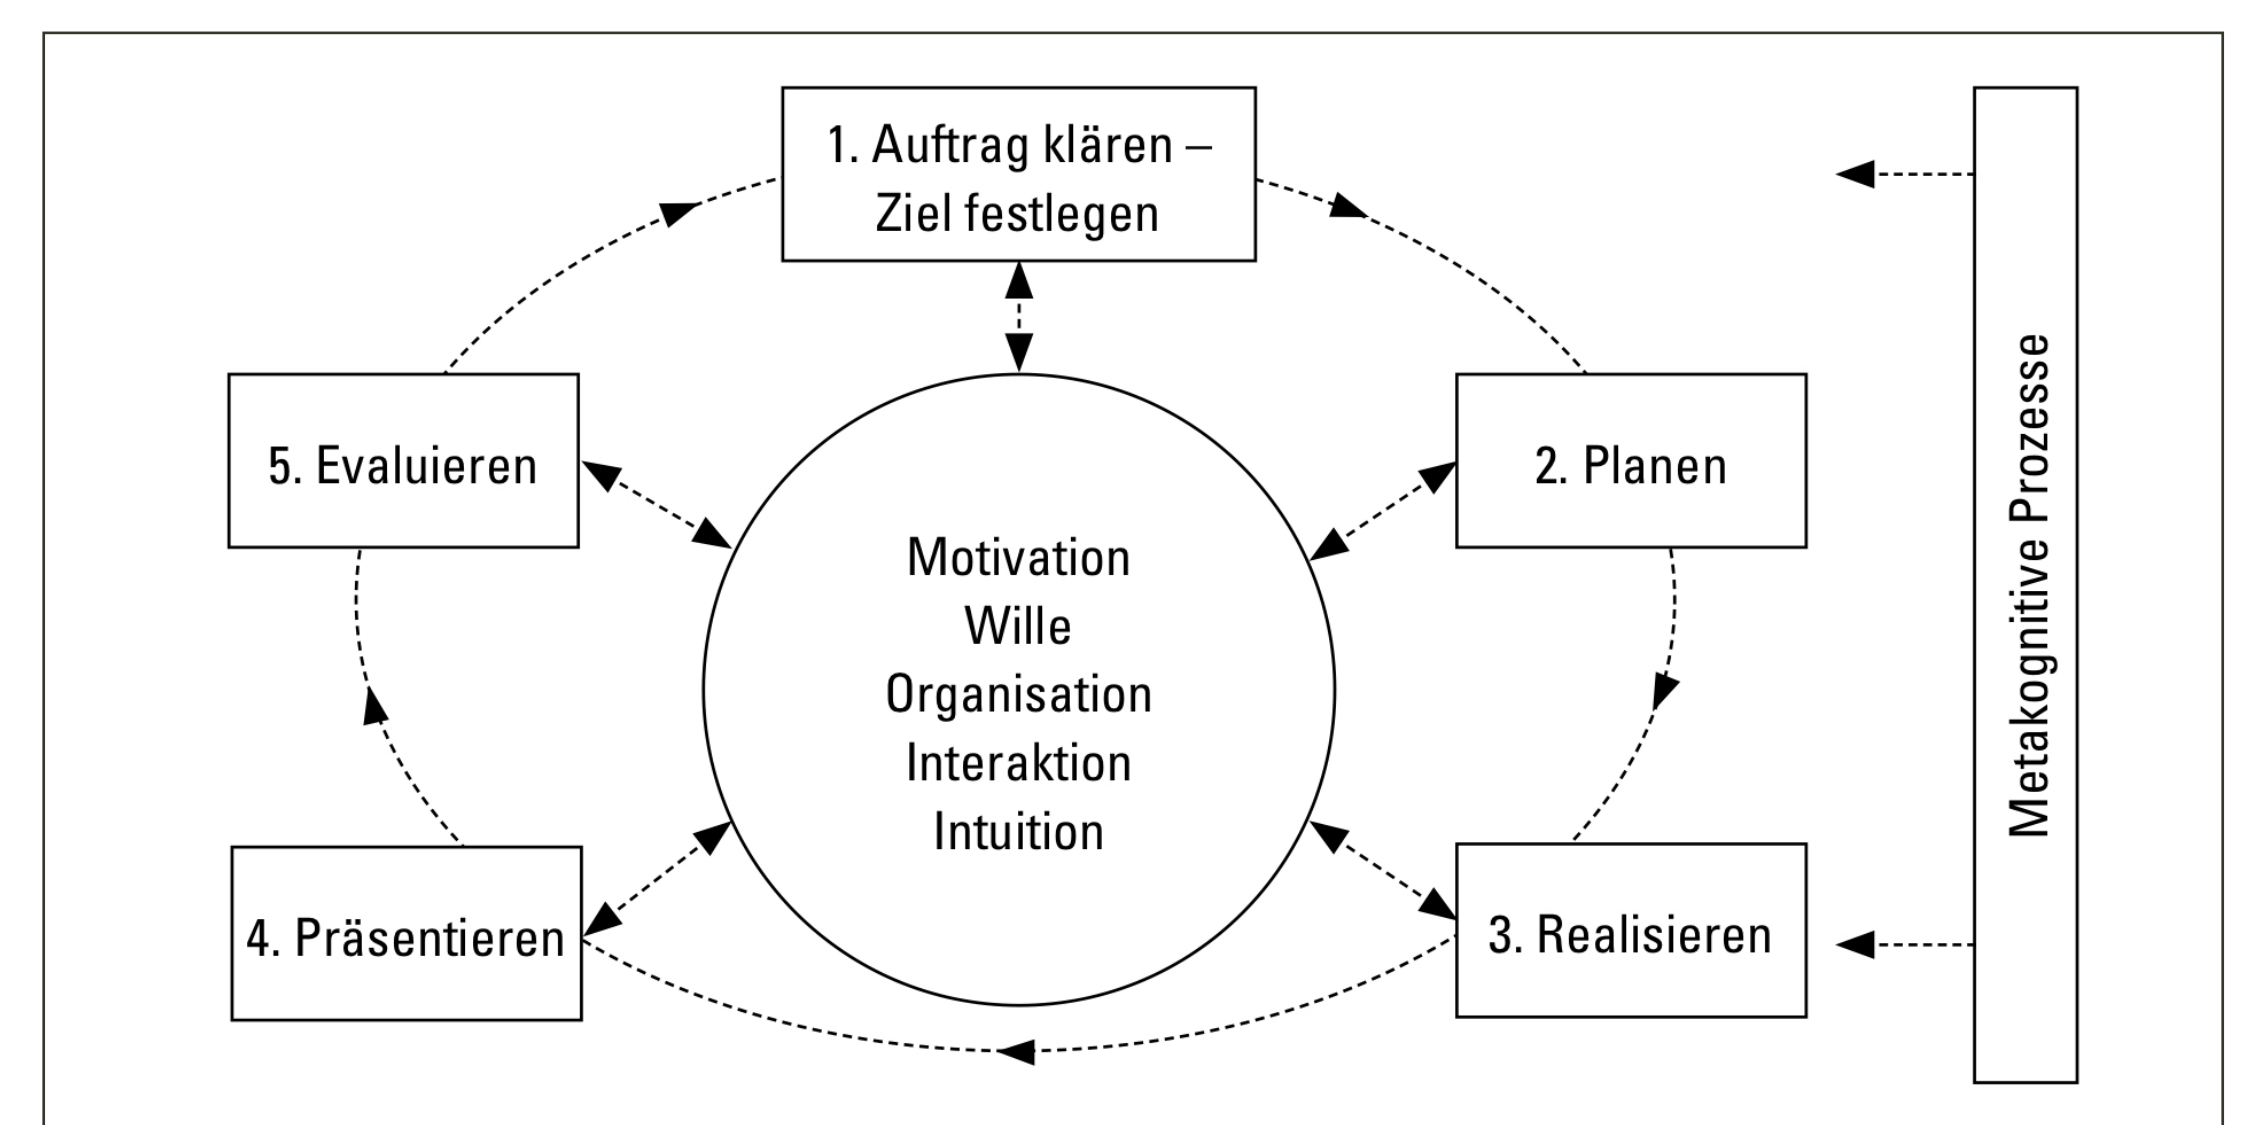 1. Auftrag klären –
Ziel festlegen
2. Planen
3. Realisieren
4. Präsentieren
5. Evaluieren
Motivation
Wille
Organisation
Interaktion
Intuition
Metakognitive Prozesse